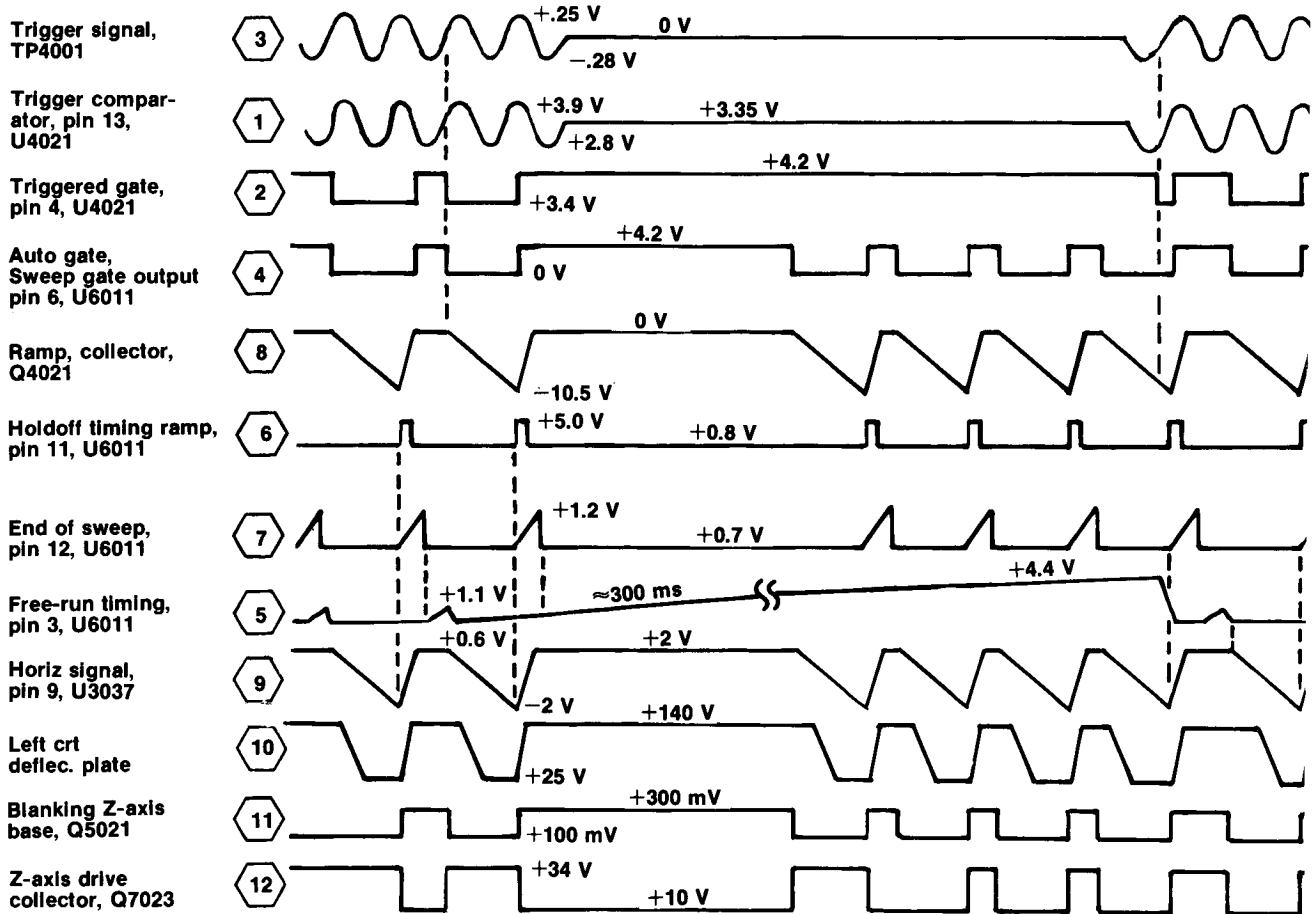 Trigger signal,
TP4001
3
+.25 V
0 V
−.28 V
Trigger compar-
ator, pin 13,
U4021
1
+3.9 V
+3.35 V
+2.8 V
Triggered gate,
pin 4, U4021
2
+4.2 V
+3.4 V
Auto gate,
Sweep gate output
pin 6, U6011
4
+4.2 V
0 V
Ramp, collector,
Q4021
8
0 V
−10.5 V
Holdoff timing ramp,
pin 11, U6011
6
+5.0 V
+0.8 V
End of sweep,
pin 12, U6011
7
+1.2 V
+0.7 V
Free-run timing,
pin 3, U6011
5
+1.1 V
≈300 ms
+4.4 V
+0.6 V
Horiz signal,
pin 9, U3037
9
+2 V
−2 V
Left crt
deflec. plate
10
+140 V
+25 V
Blanking Z-axis
base, Q5021
11
+300 mV
+100 mV
Z-axis drive
collector, Q7023
12
+34 V
+10 V